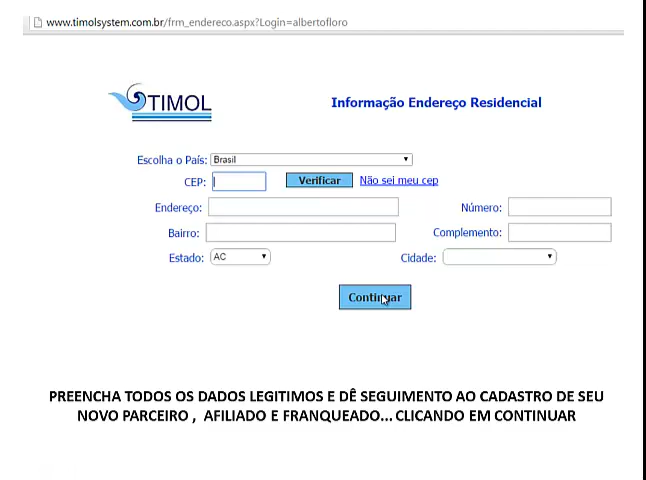 www.timolsystem.com.br/frm_endereco.aspx?Login=albertofloro
TIMOL
Informação Endereço Residencial
Escolha o País: Brasil
CEP: Verificar Não sei meu cep
Endereço: Número:
Bairro: Complemento:
Estado: AC Cidade:
Continuar
PREENCHA TODOS OS DADOS LEGITIMOS E DÊ SEGUIMENTO AO CADASTRO DE SEU
NOVO PARCEIRO , AFILIADO E FRANQUEADO... CLICANDO EM CONTINUAR